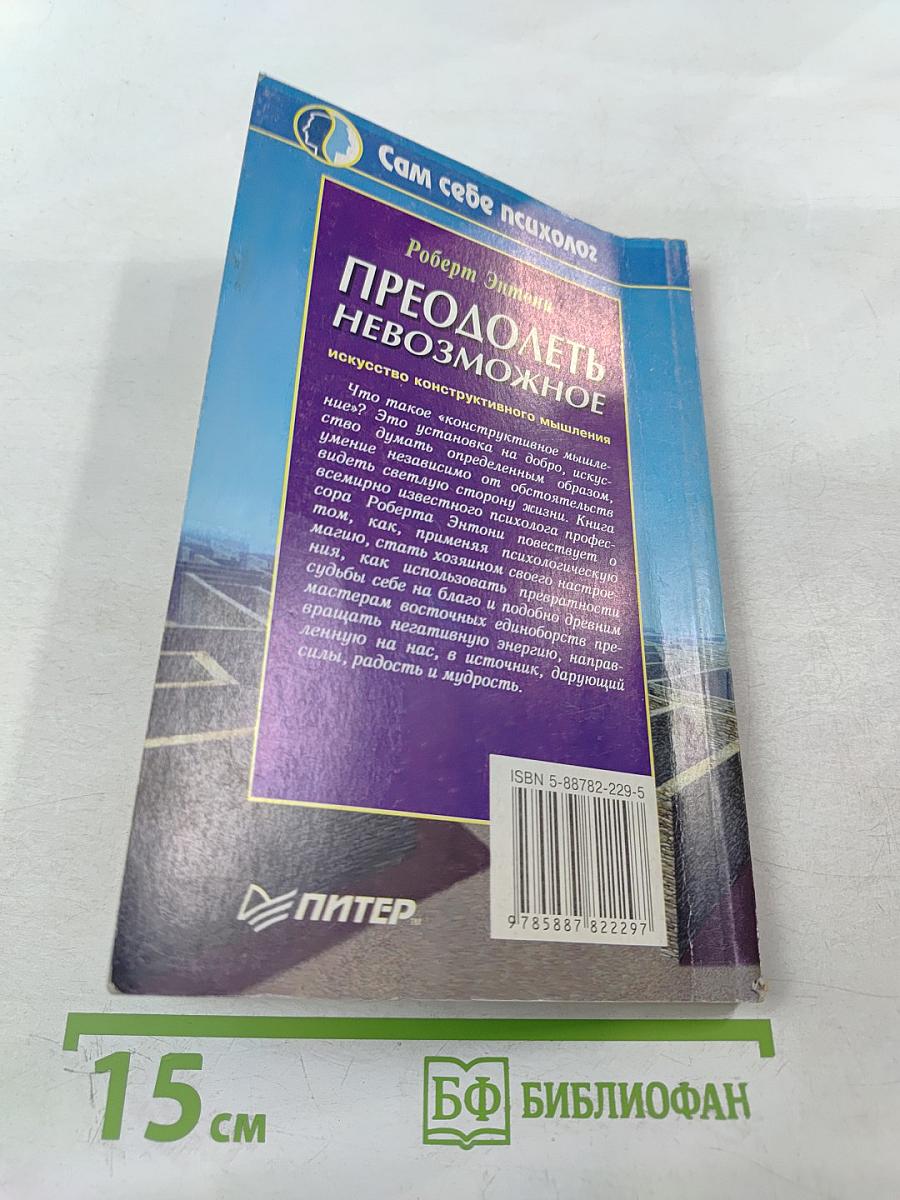 Сам себе психолог
Роберт Энтони
ПРЕОДОЛЕТЬ
НЕВОЗМОЖНОЕ
искусство конструктивного мышления
Что такое «конструктивное мышле-
ние»? Это установка на добро, искус-
ство думать определенным образом,
умение независимо от обстоятельств
видеть светлую сторону жизни. Книга
всемирно известного психолога профес-
сора Роберта Энтони повествует о
том, как, применяя психологическую
магию, стать хозяином своего настрое-
ния, как использовать превратности
судьбы себе на благо и подобно древним
мастерам восточных единоборств пре-
вращать негативную энергию, направ-
ленную на нас, в источник, дарующий
силы, радость и мудрость.
ISBN 5-88782-229-5
9 785887 822297
ПИТЕР™
15 см
БФ БИБЛИОФАН